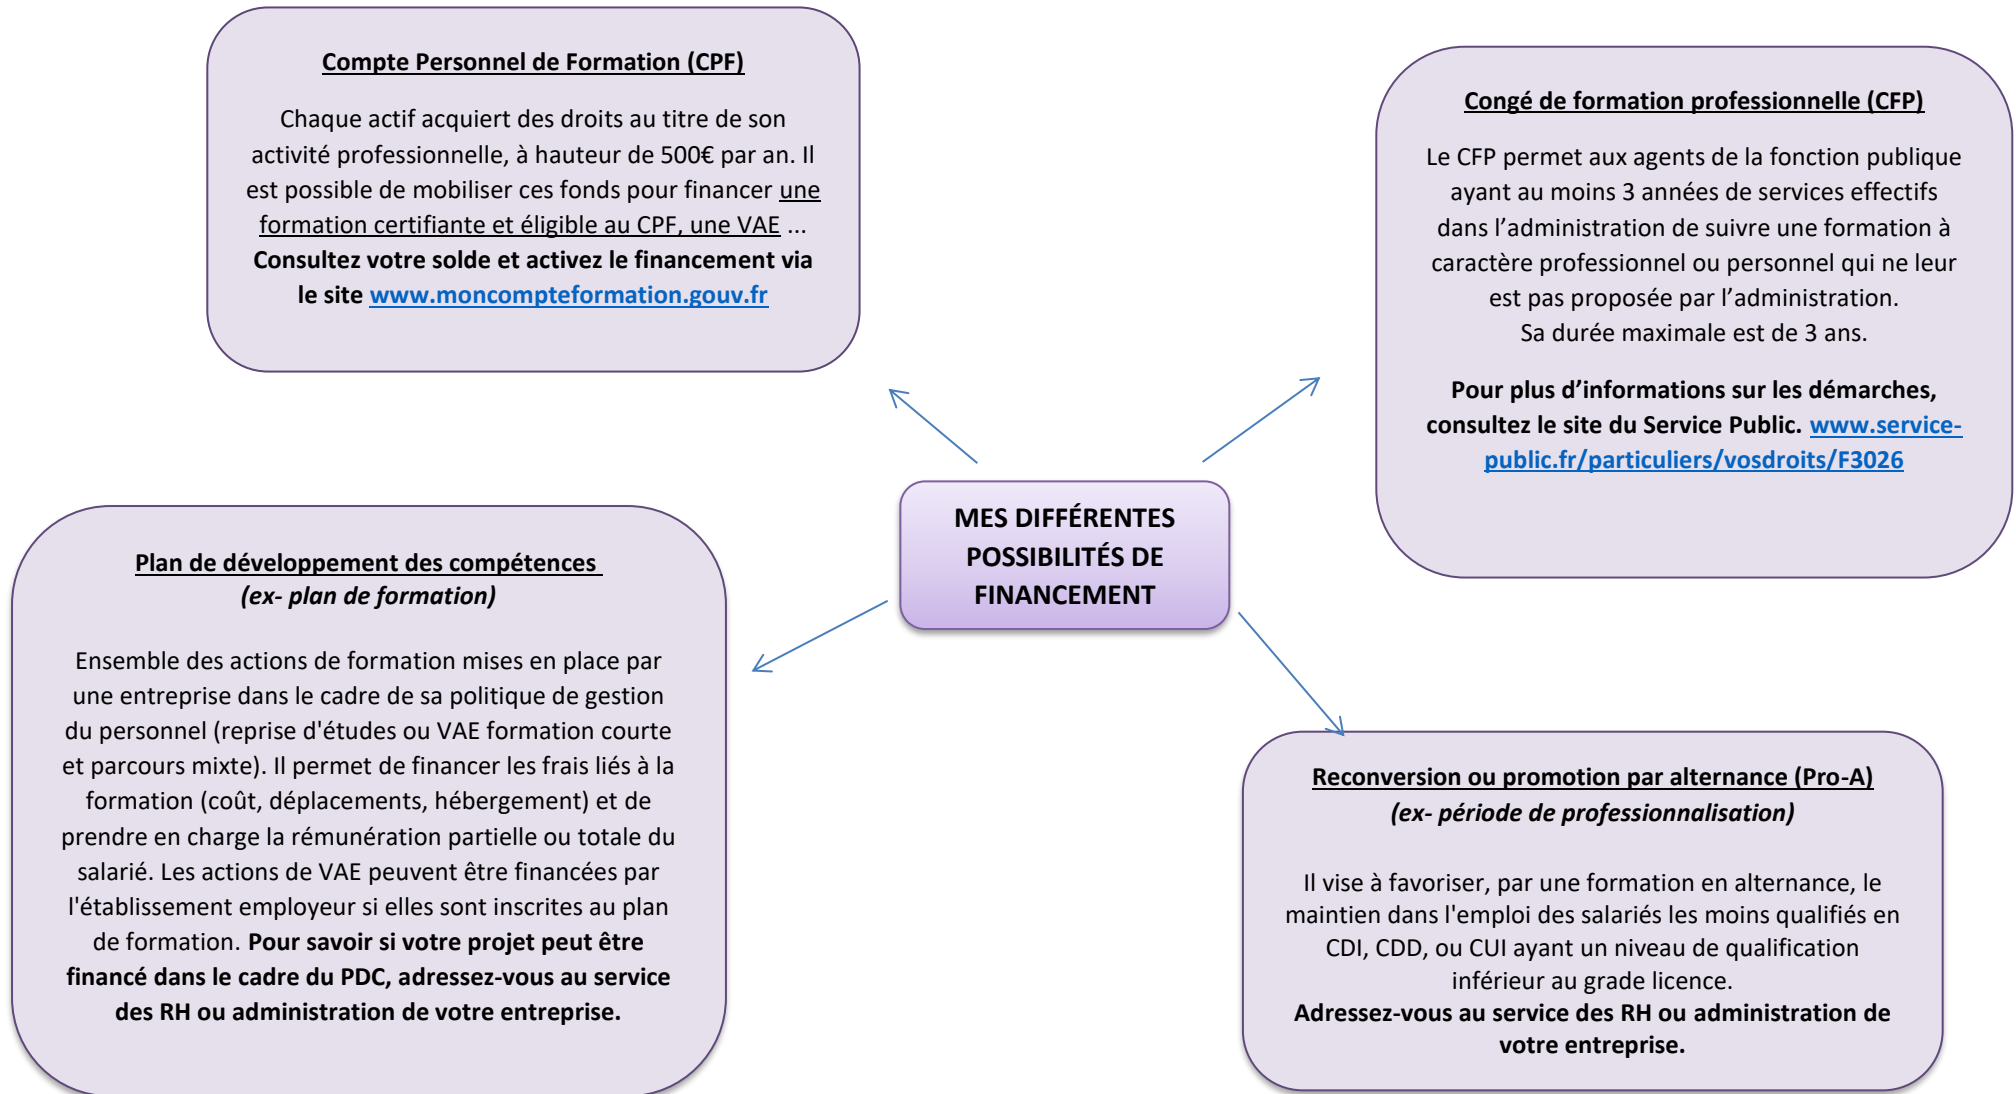 Compte Personnel de Formation (CPF)
Chaque actif acquiert des droits au titre de son
activité professionnelle, à hauteur de 500€ par an. Il
est possible de mobiliser ces fonds pour financer une
formation certifiante et éligible au CPF, une VAE ...
Consultez votre solde et activez le financement via
le site www.moncompteformation.gouv.fr
Congé de formation professionnelle (CFP)
Le CFP permet aux agents de la fonction publique
ayant au moins 3 années de services effectifs
dans l’administration de suivre une formation à
caractère professionnel ou personnel qui ne leur
est pas proposée par l’administration.
Sa durée maximale est de 3 ans.
Pour plus d’informations sur les démarches,
consultez le site du Service Public. www.service-
public.fr/particuliers/vosdroits/F3026
MES DIFFÉRENTES
POSSIBILITÉS DE
FINANCEMENT
Plan de développement des compétences
(ex- plan de formation)
Ensemble des actions de formation mises en place par
une entreprise dans le cadre de sa politique de gestion
du personnel (reprise d'études ou VAE formation courte
et parcours mixte). Il permet de financer les frais liés à la
formation (coût, déplacements, hébergement) et de
prendre en charge la rémunération partielle ou totale du
salarié. Les actions de VAE peuvent être financées par
l'établissement employeur si elles sont inscrites au plan
de formation. Pour savoir si votre projet peut être
financé dans le cadre du PDC, adressez-vous au service
des RH ou administration de votre entreprise.
Reconversion ou promotion par alternance (Pro-A)
(ex- période de professionnalisation)
Il vise à favoriser, par une formation en alternance, le
maintien dans l'emploi des salariés les moins qualifiés en
CDI, CDD, ou CUI ayant un niveau de qualification
inférieur au grade licence.
Adressez-vous au service des RH ou administration de
votre entreprise.